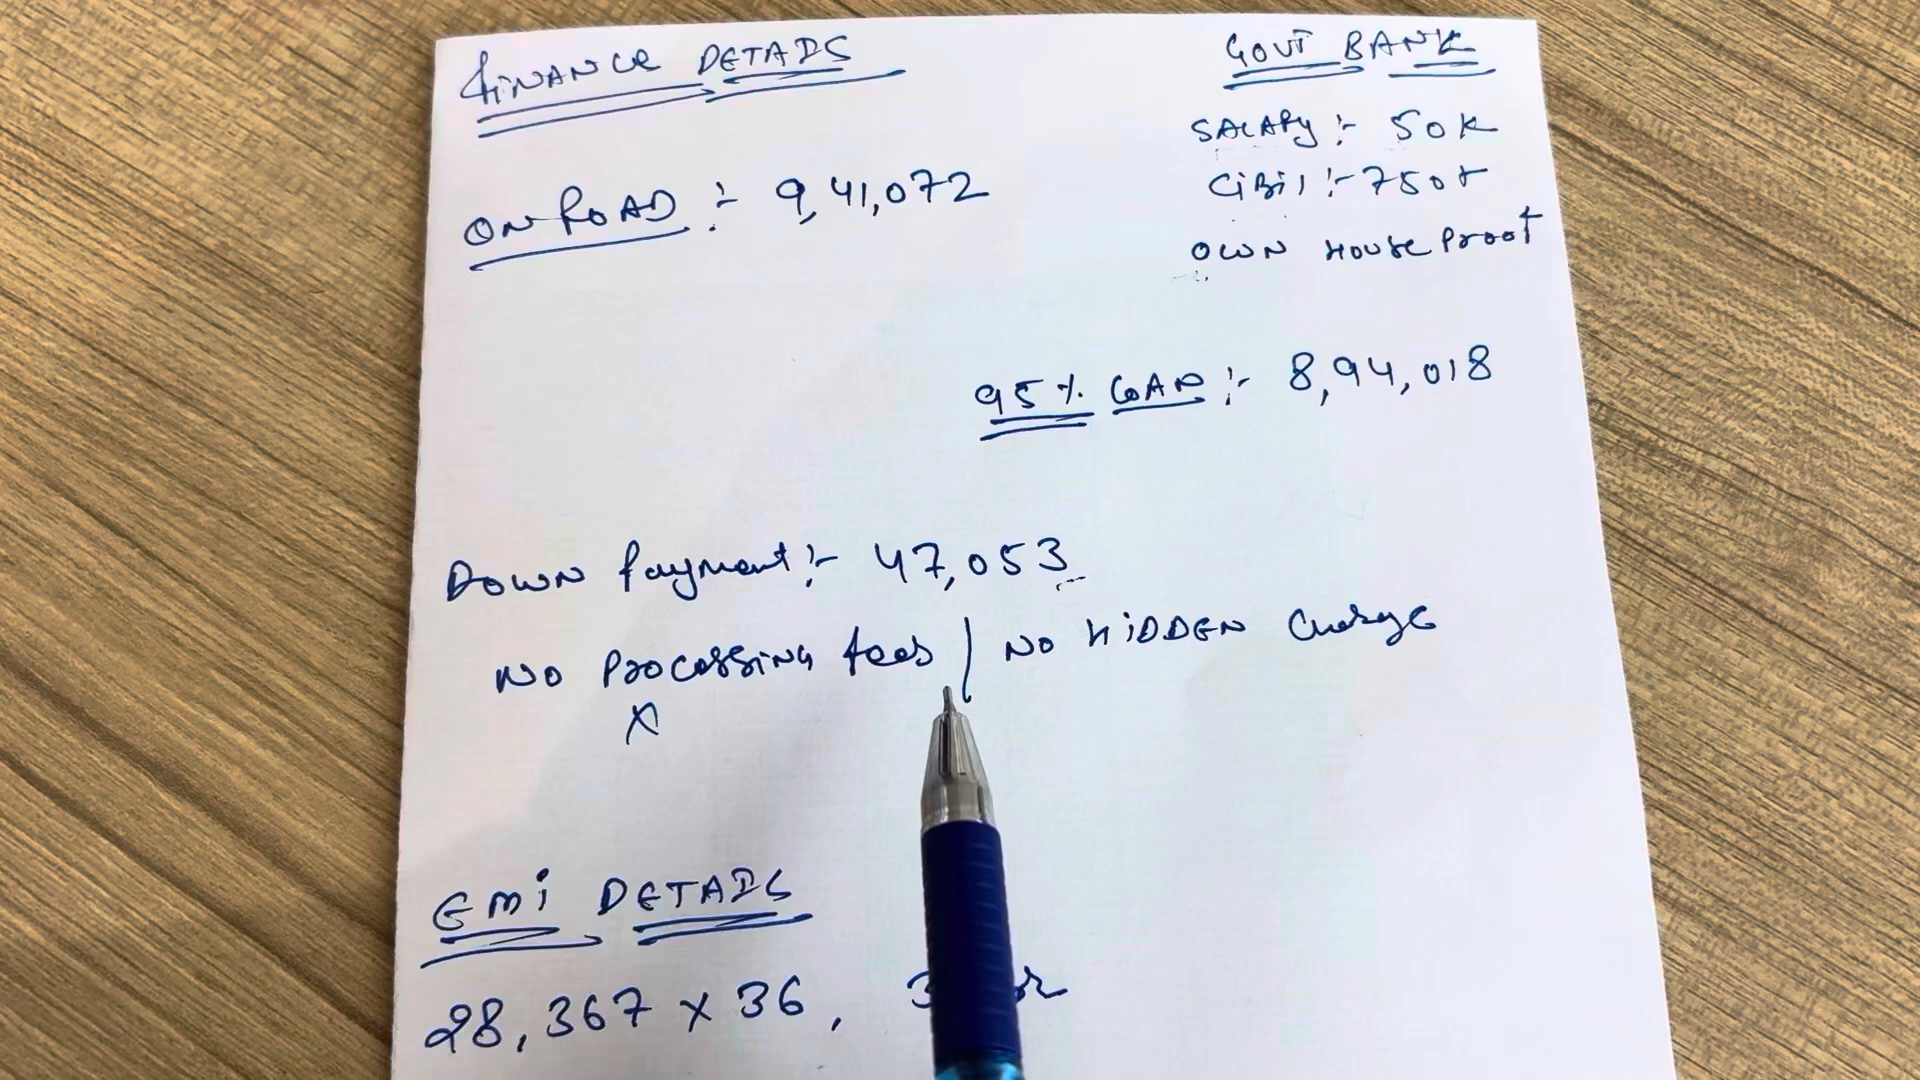 FINANCE DETAILS
ON ROAD :- 9,41,072
GOVT BANK
SALARY :- 50K
CIBIL :- 750+
OWN HOUSE PROOF
95% LOAN :- 8,94,018
DOWN Payment :- 47,053
NO PROCESSING fees / NO HIDDEN Charge
X
EMI DETAILS
28,367 x 36, 3